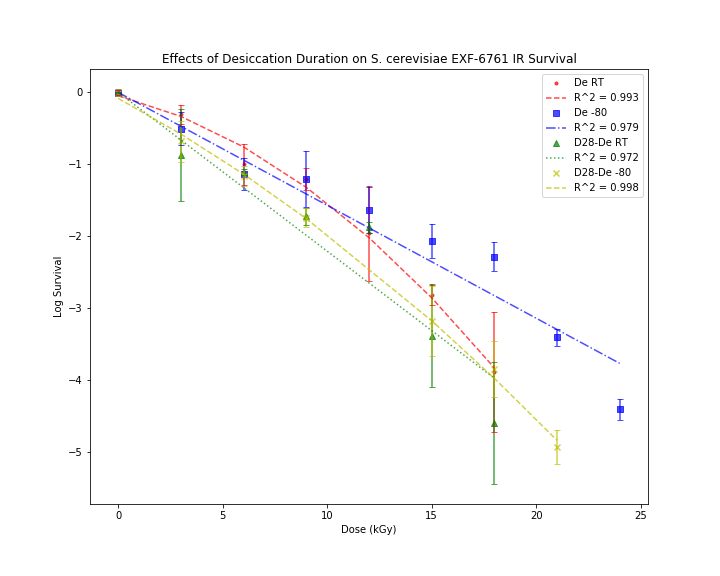 Effects of Desiccation Duration on S. cerevisiae EXF-6761 IR Survival
De RT
R^2 = 0.993
De -80
R^2 = 0.979
D28-De RT
R^2 = 0.972
D28-De -80
R^2 = 0.998
Log Survival
0
−1
−2
−3
−4
−5
0 5 10 15 20 25
Dose (kGy)